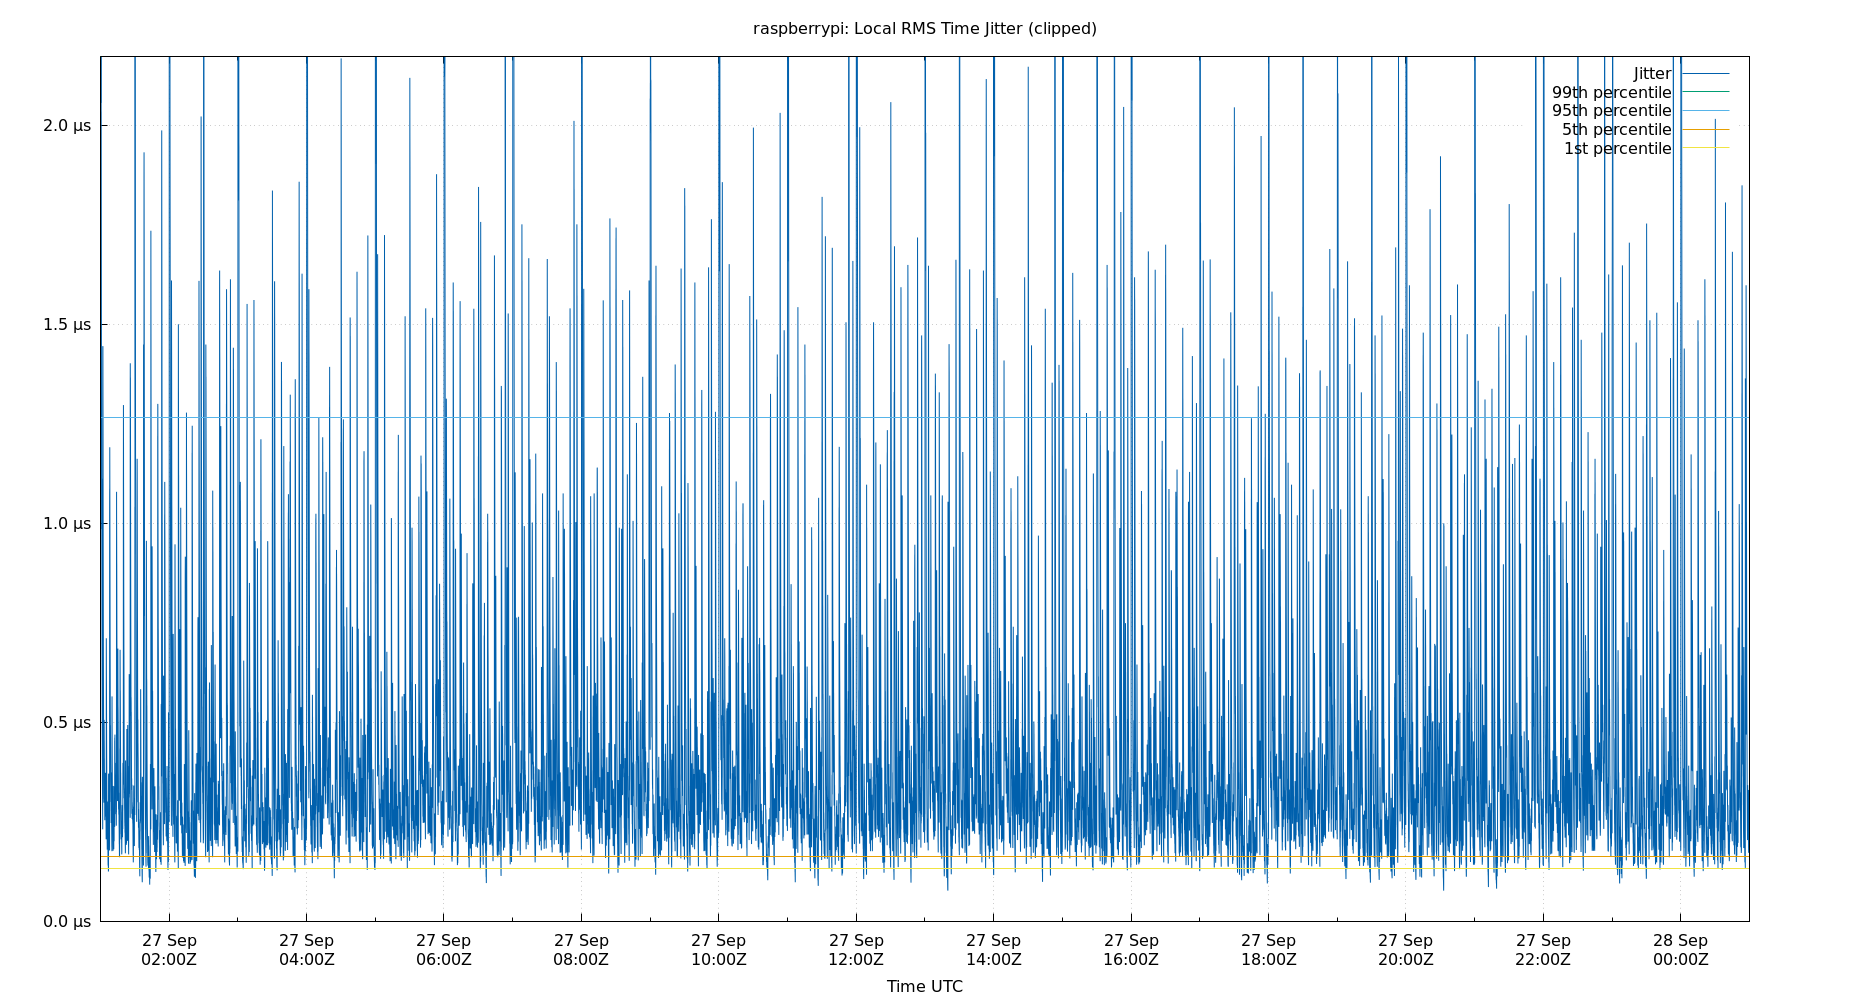 raspberrypi: Local RMS Time Jitter (clipped)
Jitter
99th percentile
95th percentile
5th percentile
1st percentile
2.0 µs
1.5 µs
1.0 µs
0.5 µs
0.0 µs
27 Sep 27 Sep 27 Sep 27 Sep 27 Sep 27 Sep 27 Sep 27 Sep 27 Sep 27 Sep 27 Sep 28 Sep
02:00Z 04:00Z 06:00Z 08:00Z 10:00Z 12:00Z 14:00Z 16:00Z 18:00Z 20:00Z 22:00Z 00:00Z
Time UTC